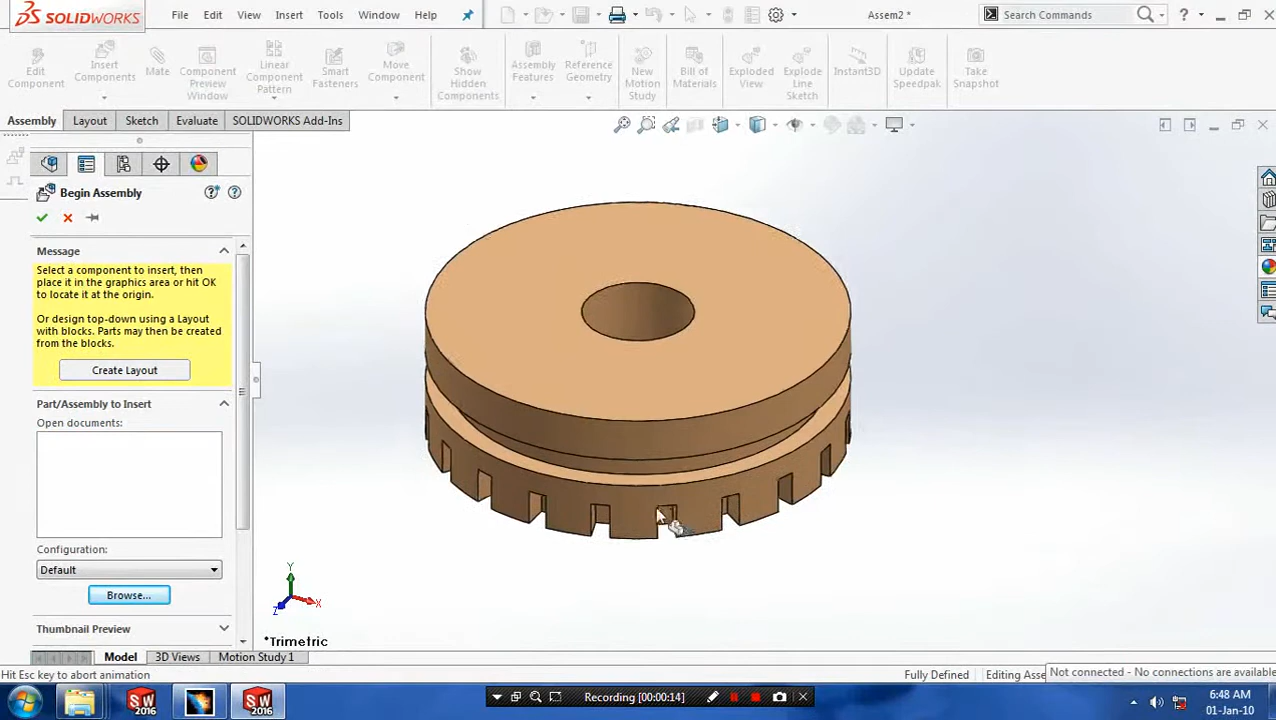 SOLIDWORKS File Edit View Insert Tools Window Help Assem2 * Search Commands ?
Edit Component
Insert Components
Mate
Component Preview Window
Linear Component Pattern
Smart Fasteners
Move Component
Show Hidden Components
Assembly Features
Reference Geometry
New Motion Study
Bill of Materials
Exploded View
Explode Line Sketch
Instant3D
Update Speedpak
Take Snapshot
Assembly Layout Sketch Evaluate SOLIDWORKS Add-Ins
Begin Assembly
Message
Select a component to insert, then
place it in the graphics area or hit OK
to locate it at the origin.
Or design top-down using a Layout
with blocks. Parts may then be created
from the blocks.
Create Layout
Part/Assembly to Insert
Open documents:
Configuration:
Default
Browse...
Thumbnail Preview
Y
X
Z
*Trimetric
Model 3D Views Motion Study 1
Hit Esc key to abort animation Fully Defined Editing Asse
Not connected - No connections are available
SW 2016 SW 2016 Recording [00:00:14] 6:48 AM
01-Jan-10